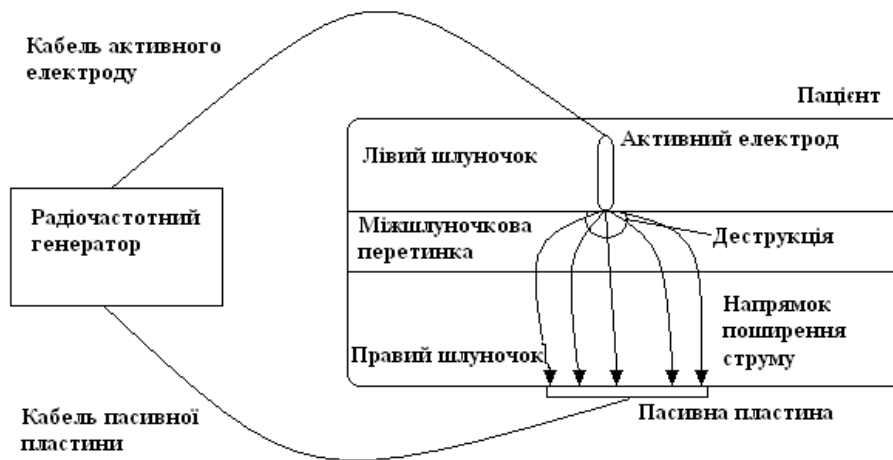 Кабель активного
електроду
Пацієнт
Активний електрод
Лівий шлуночок
Радіочастотний
генератор
Міжшлуночкова
перетинка
Деструкція
Напрямок
поширення
струму
Правий шлуночок
Пасивна пластина
Кабель пасивної
пластини